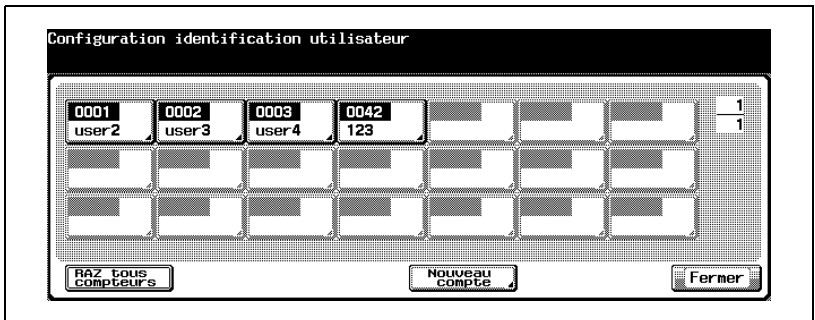 Configuration identification utilisateur
0001 0002 0003 0042
user2 user3 user4 123
1
1
RAZ tous
compteurs
Nouveau
compte
Fermer